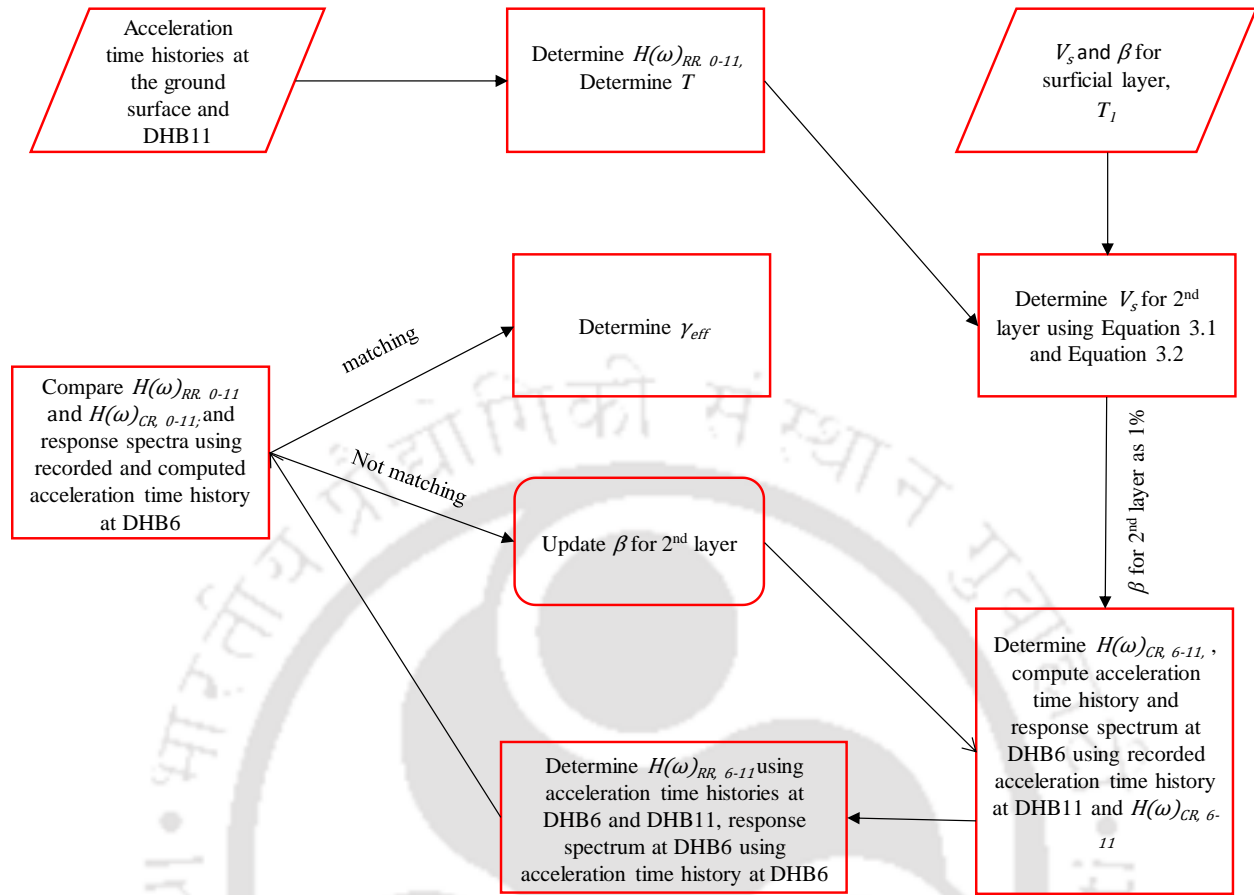 Acceleration
time histories at
the ground
surface and
DHB11
Determine H(ω)RR. 0-11,
Determine T
Vs and β for
surficial layer,
T1
Determine Vs for 2nd
layer using Equation 3.1
and Equation 3.2
Determine γeff
matching
Compare H(ω)RR. 0-11
and H(ω)CR, 0-11; and
response spectra using
recorded and computed
acceleration time history
at DHB6
Not matching
Update β for 2nd layer
β for 2nd layer as 1%
Determine H(ω)CR, 6-11, ,
compute acceleration
time history and
response spectrum at
DHB6 using recorded
acceleration time history
at DHB11 and H(ω)CR, 6-
11
Determine H(ω)RR, 6-11 using
acceleration time histories at
DHB6 and DHB11, response
spectrum at DHB6 using
acceleration time history at DHB6
भारतीय प्रौद्योगिकी संस्थान गुवाहाटी